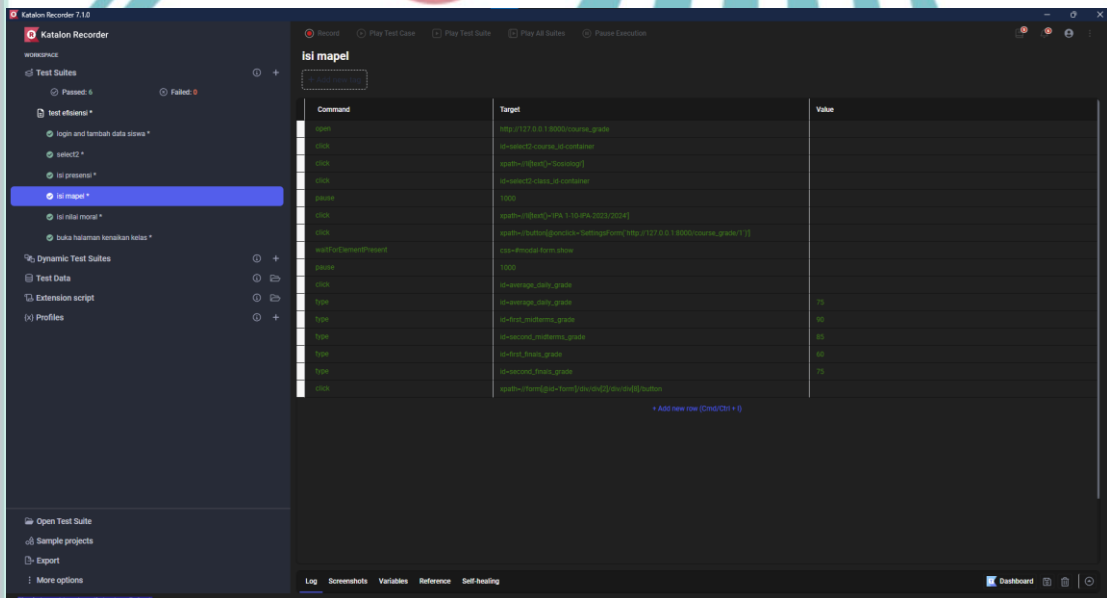 Katalon Recorder 7.1.0
Katalon Recorder
WORKSPACE
Test Suites
Passed: 6 Failed: 0
test efisiensi *
login and tambah data siswa *
select2 *
isi presensi *
isi mapel *
isi nilai moral *
buka halaman kenaikan kelas *
Dynamic Test Suites
Test Data
Extension script
{x} Profiles
Open Test Suite
Sample projects
Export
More options
Record Play Test Case Play Test Suite Play All Suites Pause Execution
isi mapel
+ Add new tag
Command Target Value
open http://127.0.0.1:8000/course_grade
click id=select2-course_id-container
click xpath=//li[text()='Sosiologi']
click id=select2-class_id-container
pause 1000
click xpath=//li[text()='IPA 1-10-IPA-2023/2024']
click xpath=//button[@onclick='SettingsForm('http://127.0.0.1:8000/course_grade/1')']
waitForElementPresent css=#modal-form.show
pause 1000
click id=average_daily_grade
type id=average_daily_grade 75
type id=first_midterms_grade 90
type id=second_midterms_grade 85
type id=first_finals_grade 60
type id=second_finals_grade 75
click xpath=//form[@id='form']/div/div[2]/div/div[6]/button
+ Add new row (Cmd/Ctrl + I)
Log Screenshots Variables Reference Self-healing Dashboard